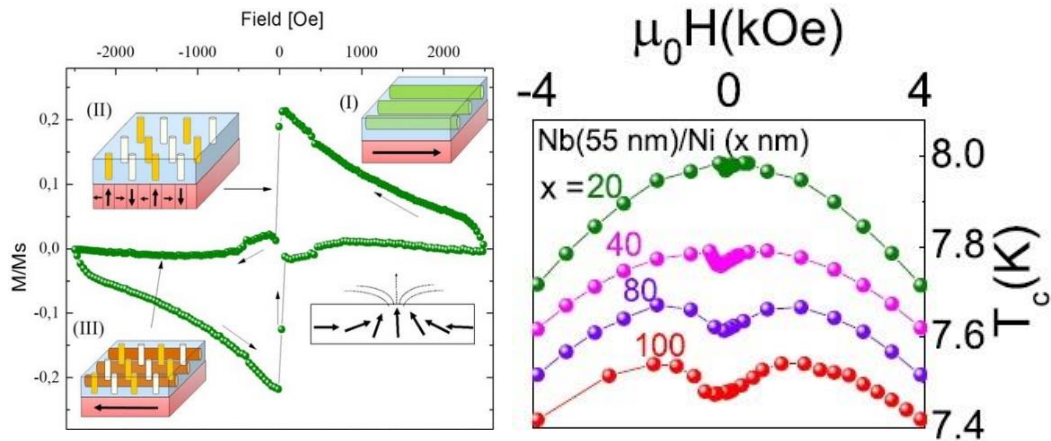 Field [Oe]
-2000 -1000 0 1000 2000
M/Ms
0,2
0,1
0,0
-0,1
-0,2
(I)
(II)
(III)
μ₀H(kOe)
-4 0 4
Nb(55 nm)/Ni (x nm)
x = 20
40
80
100
8.0
7.8
7.6
7.4
T_c(K)